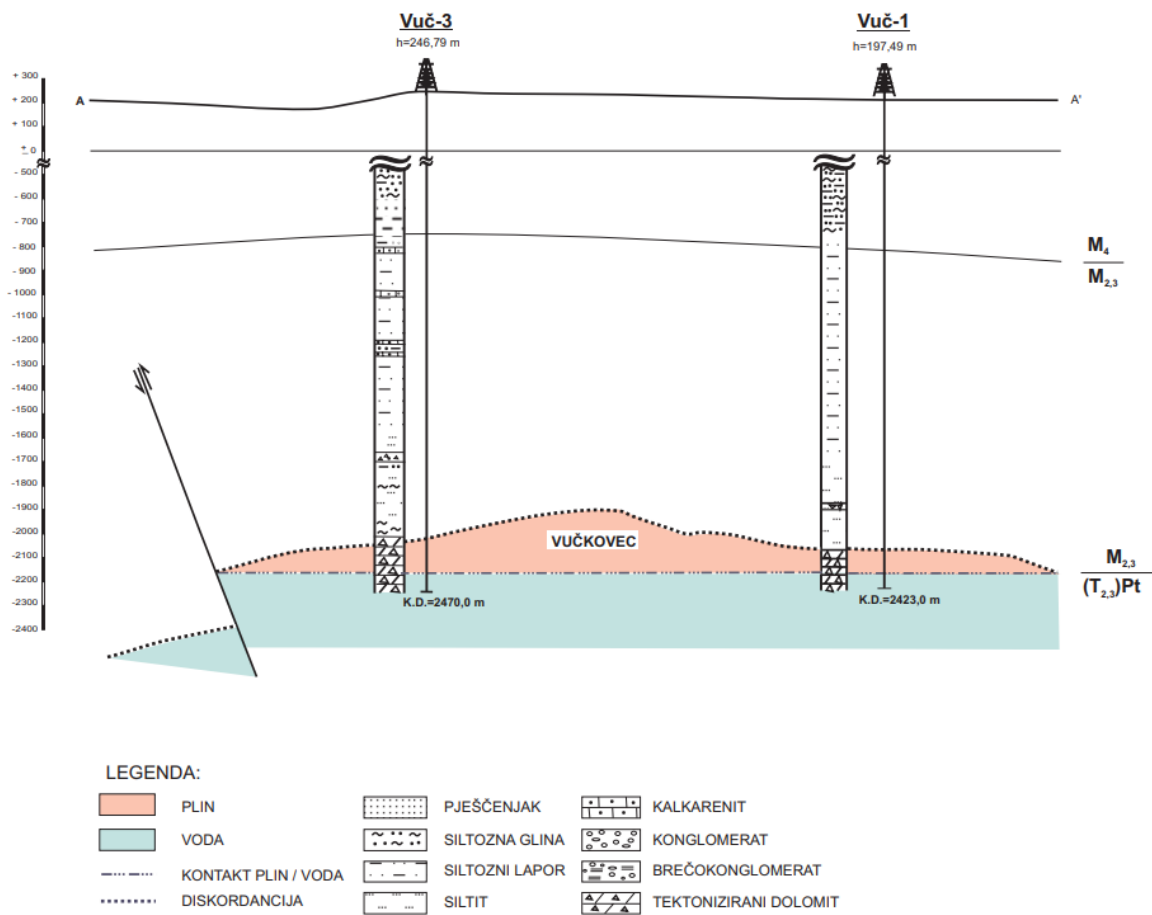 Vuč-3
h=246,79 m
Vuč-1
h=197,49 m
+ 300
+ 200
+ 100
± 0
- 500
- 600
- 700
- 800
- 900
- 1000
-1100
-1200
-1300
-1400
-1500
-1600
-1700
-1800
-1900
-2000
-2100
-2200
-2300
-2400
A
A'
M4
M2,3
VUČKOVEC
M2,3
(T2,3)Pt
K.D.=2470,0 m
K.D.=2423,0 m
LEGENDA:
PLIN
VODA
KONTAKT PLIN / VODA
DISKORDANCIJA
PJEŠČENJAK
SILTOZNA GLINA
SILTOZNI LAPOR
SILTIT
KALKARENIT
KONGLOMERAT
BREČOKONGLOMERAT
TEKTONIZIRANI DOLOMIT